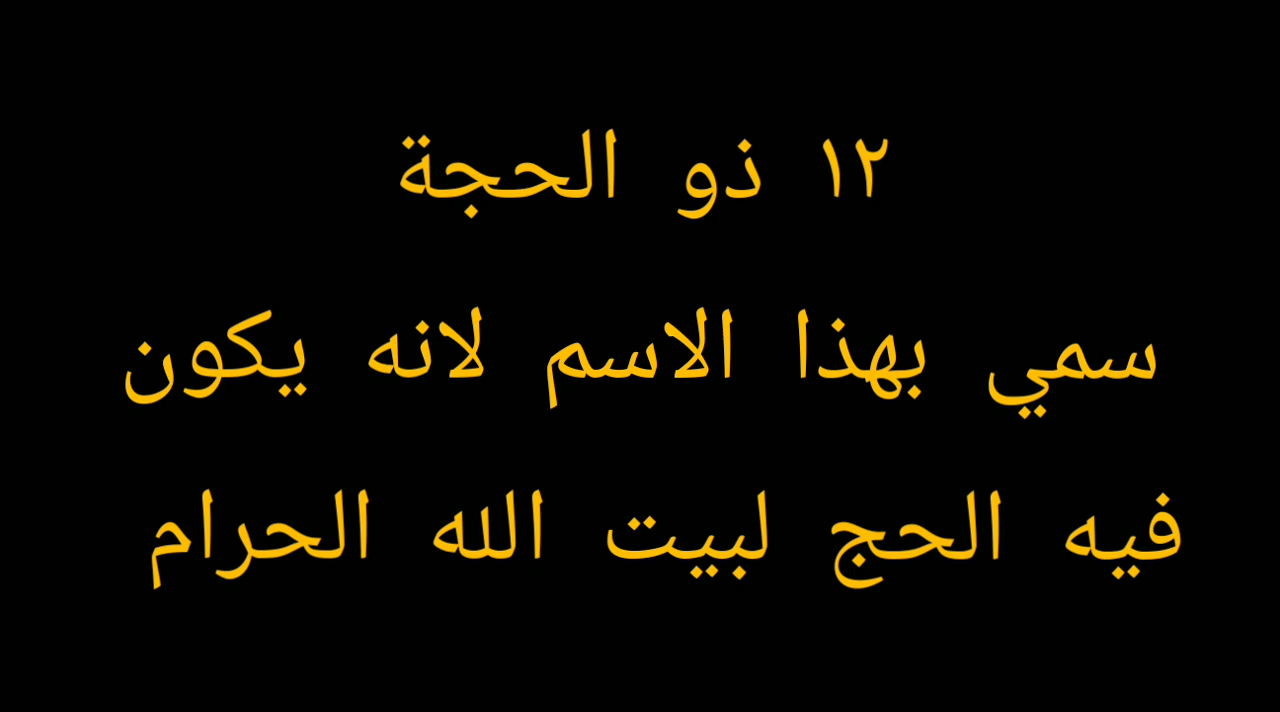 ١٢ ذو الحجة
سمي بهذا الاسم لانه يكون
فيه الحج لبيت الله الحرام